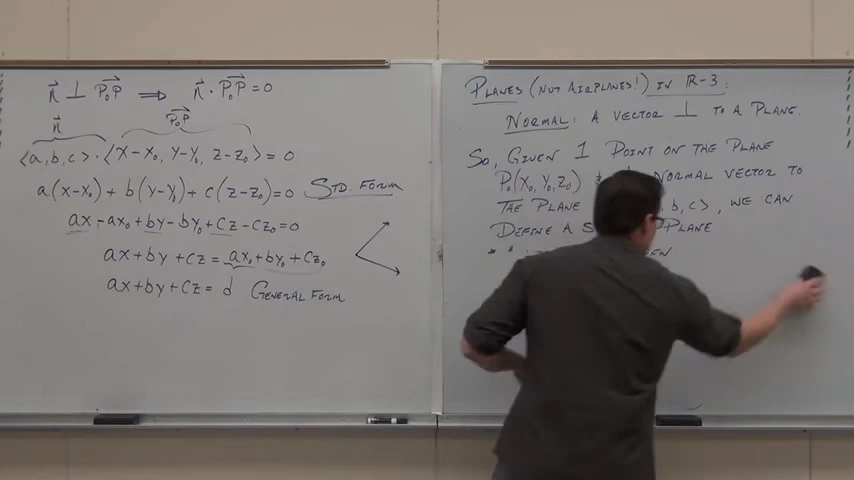 n ⊥ P₀P ⟹ n · P₀P = 0
n P₀P
<a, b, c> · <x-x₀, y-y₀, z-z₀> = 0
a(x-x₀) + b(y-y₀) + c(z-z₀) = 0 STD. FORM
ax - ax₀ + by - by₀ + cz - cz₀ = 0
ax + by + cz = ax₀ + by₀ + cz₀
ax + by + cz = d GENERAL FORM
PLANES (NOT AIRPLANES!) IN R-3:
NORMAL: A VECTOR ⊥ TO A PLANE.
SO, GIVEN 1 POINT ON THE PLANE
P₀(X₀, Y₀, Z₀) NORMAL VECTOR TO
THE PLANE b, c>, WE CAN
DEFINE A PLANE